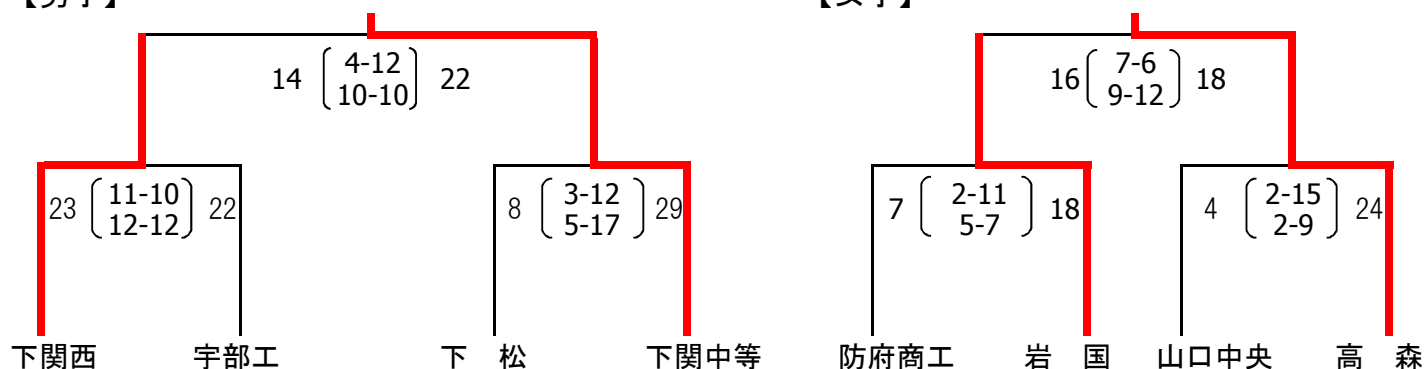 【男子】
【女子】
14 4-12 22
10-10
16 7-6 18
9-12
23 11-10 22
12-12
8 3-12 29
5-17
7 2-11 18
5-7
4 2-15 24
2-9
下関西 宇部工 下 松 下関中等
防府商工 岩 国 山口中央 高 森